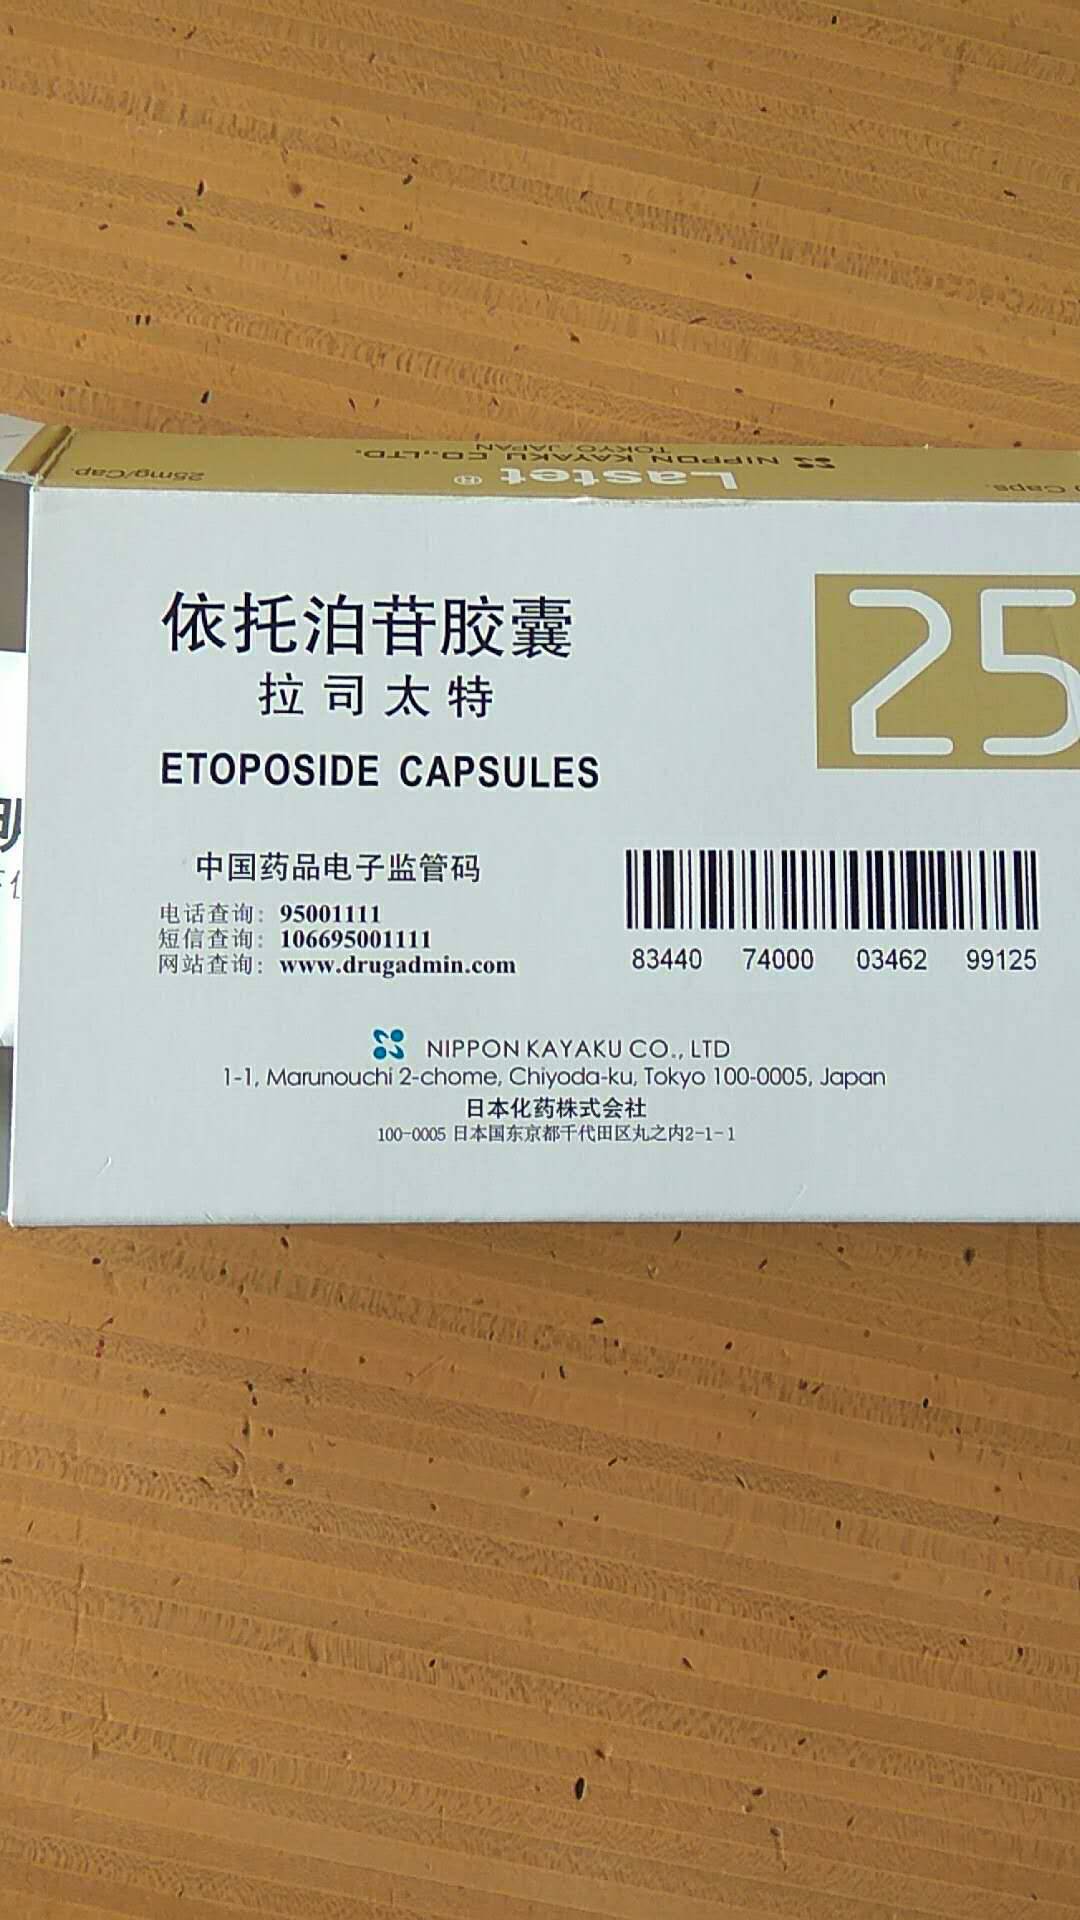 25mg/Cap.
Lastet®
NIPPON KAYAKU CO.,LTD.
TOKYO JAPAN
Caps.
依托泊苷胶囊
拉司太特
ETOPOSIDE CAPSULES
25
中国药品电子监管码
电话查询：95001111
短信查询：106695001111
网站查询：www.drugadmin.com
83440 74000 03462 99125
NIPPON KAYAKU CO., LTD
1-1, Marunouchi 2-chome, Chiyoda-ku, Tokyo 100-0005, Japan
日本化药株式会社
100-0005 日本国东京都千代田区丸之内2-1-1